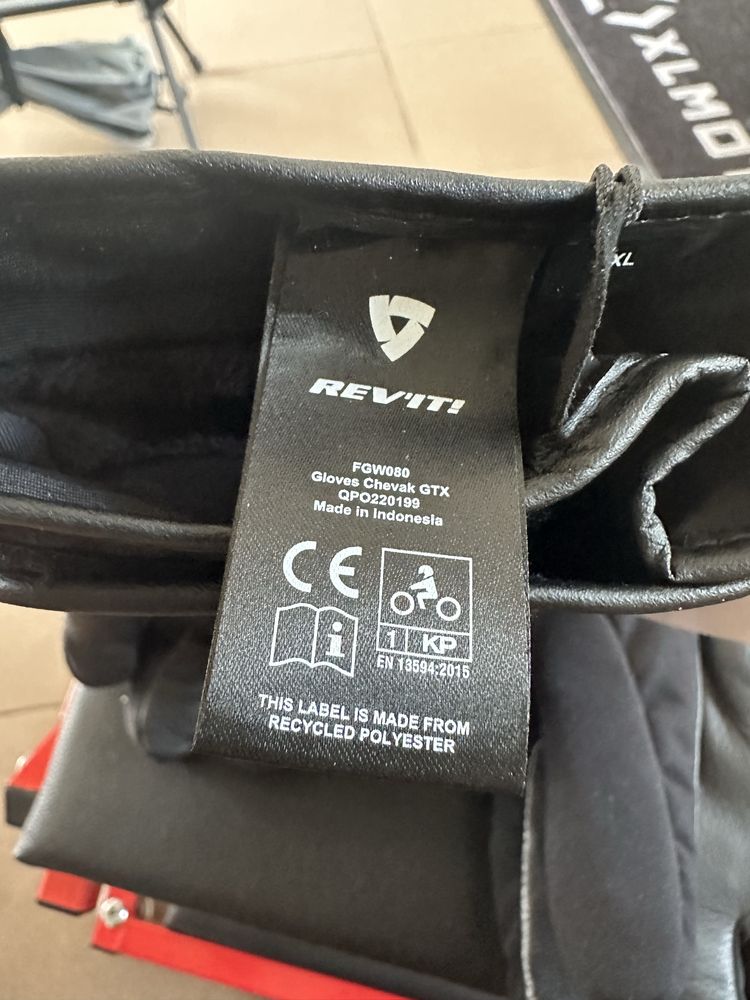 XLMO
XL
REV'IT!
FGW080
Gloves Chevak GTX
QPO220199
Made in Indonesia
CE
i
1 KP
EN 13594:2015
THIS LABEL IS MADE FROM
RECYCLED POLYESTER